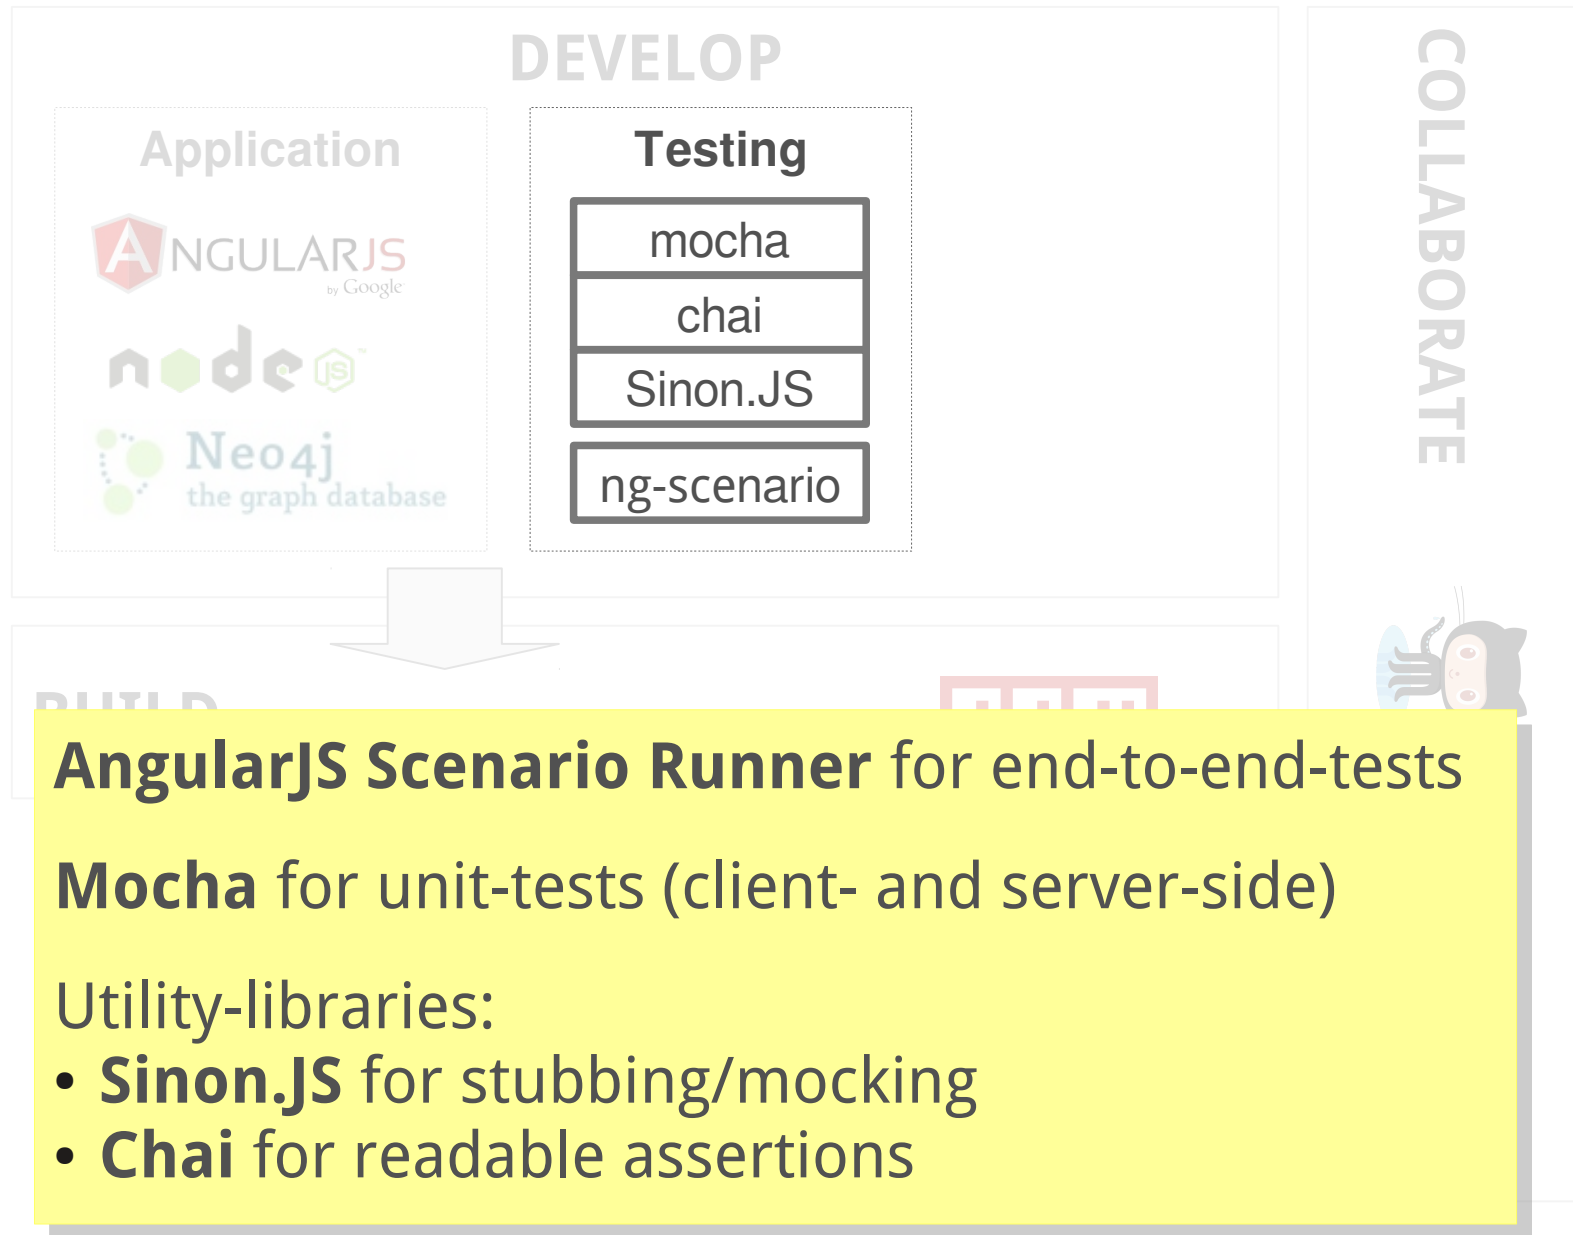 DEVELOP
Application
ANGULARJS
by Google
node
JS
Neo4j
the graph database
Testing
mocha
chai
Sinon.JS
ng-scenario
COLLABORATE
BUILD
AngularJS Scenario Runner for end-to-end-tests
Mocha for unit-tests (client- and server-side)
Utility-libraries:
• Sinon.JS for stubbing/mocking
• Chai for readable assertions